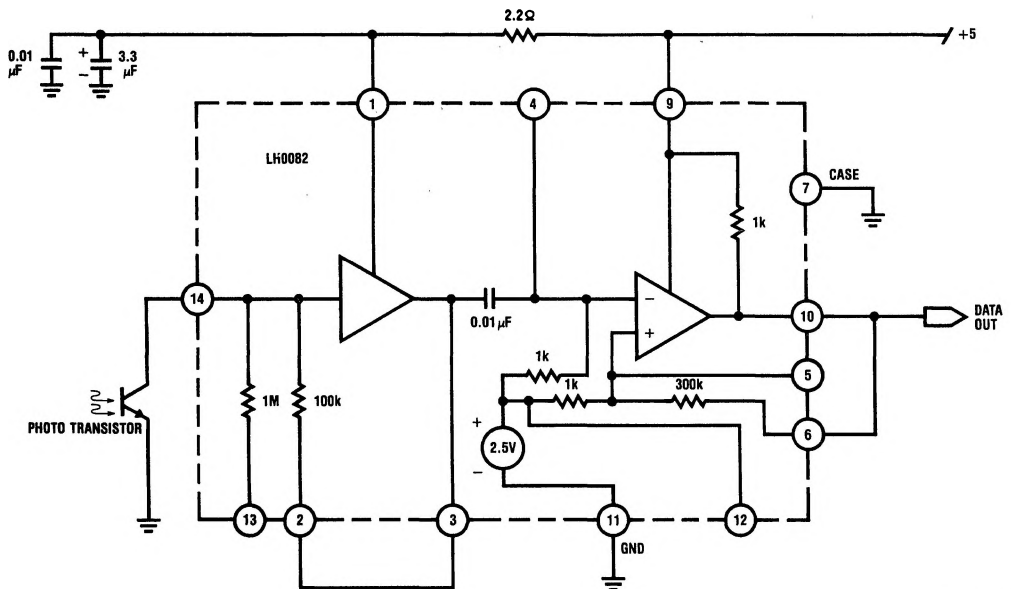 2.2Ω
+5
0.01
μF
+
−
3.3
μF
1
4
9
LH0082
7
CASE
1k
14
0.01μF
−
+
10
DATA
OUT
1k
1k
300k
5
1M
100k
PHOTO TRANSISTOR
+
2.5V
−
6
13
2
3
11
GND
12